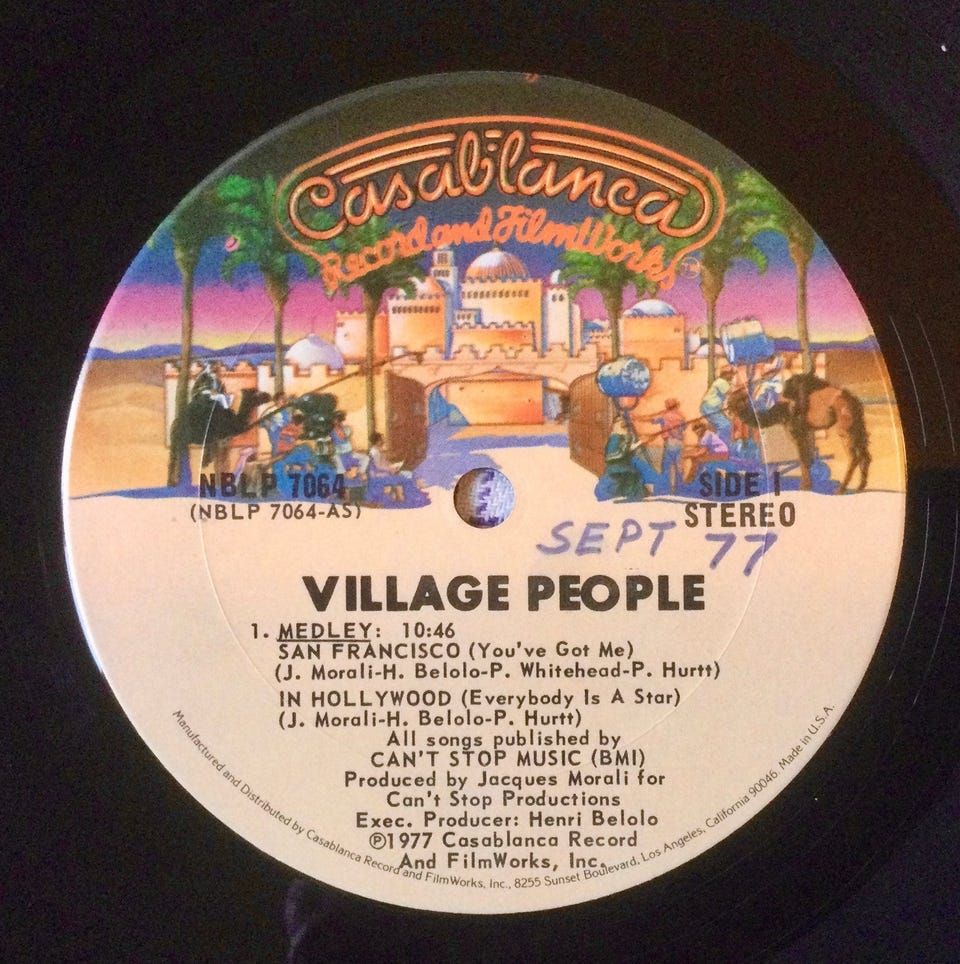 Casablanca
Record and FilmWorks™
NBLP 7064
(NBLP 7064-AS)
SIDE 1
STEREO
SEPT 77
VILLAGE PEOPLE
1. MEDLEY: 10:46
SAN FRANCISCO (You've Got Me)
(J. Morali-H. Belolo-P. Whitehead-P. Hurtt)
IN HOLLYWOOD (Everybody Is A Star)
(J. Morali-H. Belolo-P. Hurtt)
All songs published by
CAN'T STOP MUSIC (BMI)
Produced by Jacques Morali for
Can't Stop Productions
Exec. Producer: Henri Belolo
℗1977 Casablanca Record
And FilmWorks, Inc.
Manufactured and Distributed by Casablanca Record and FilmWorks, Inc., 8255 Sunset Boulevard, Los Angeles, California 90046. Made in U.S.A.